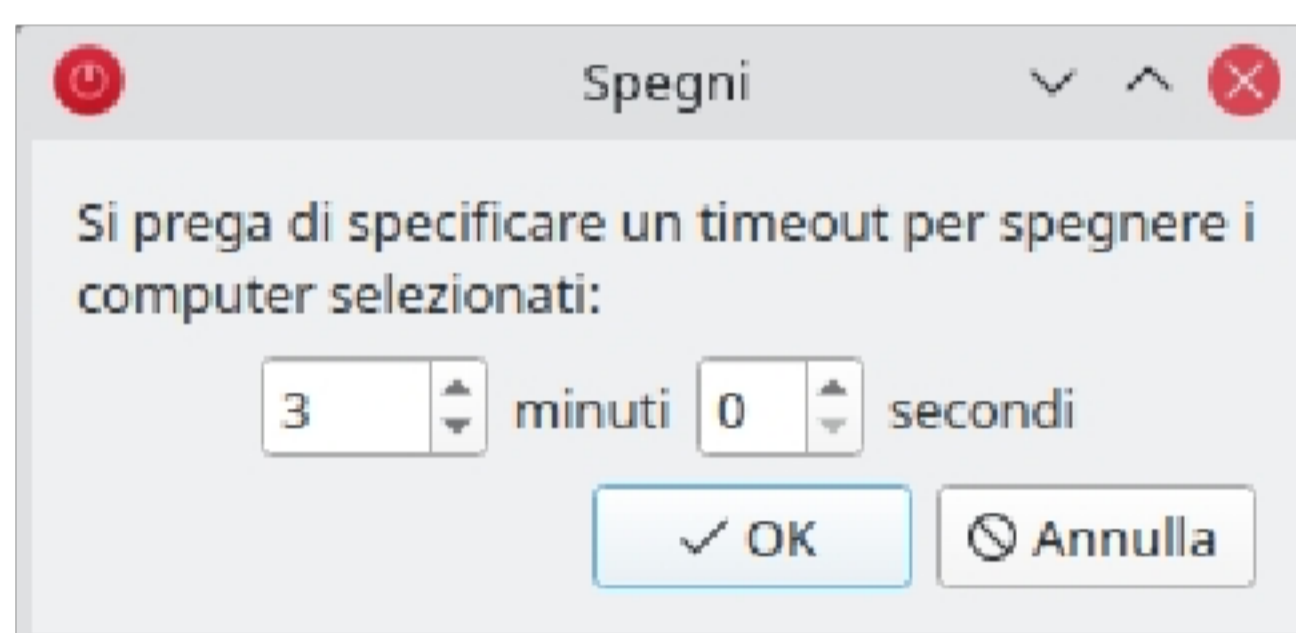 Spegni
Si prega di specificare un timeout per spegnere i
computer selezionati:
3 minuti 0 secondi
OK Annulla